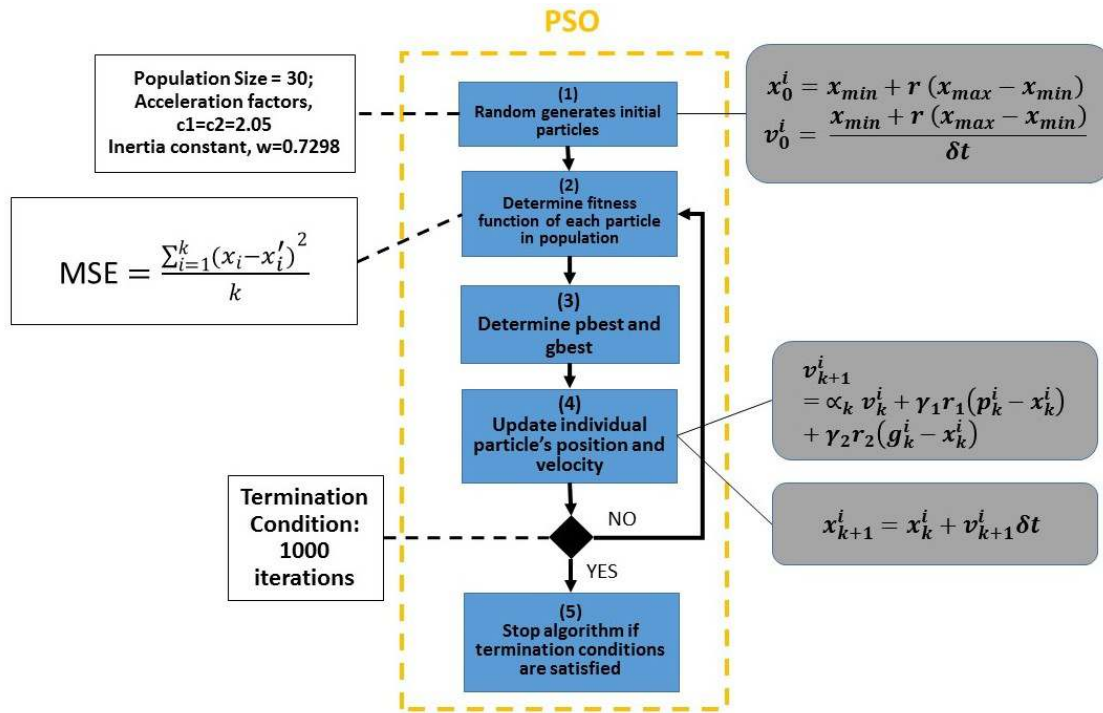 PSO
Population Size = 30;
Acceleration factors,
c1=c2=2.05
Inertia constant, w=0.7298
(1)
Random generates initial
particles
x_0^i = x_min + r (x_max − x_min)
v_0^i = (x_min + r (x_max − x_min)) / δt
MSE = ∑_{i=1}^k (x_i−x'_i)^2 / k
(2)
Determine fitness
function of each particle
in population
(3)
Determine pbest and
gbest
(4)
Update individual
particle's position and
velocity
v_{k+1}^i
= ∝_k v_k^i + γ_1 r_1 (p_k^i − x_k^i)
+ γ_2 r_2 (g_k^i − x_k^i)
x_{k+1}^i = x_k^i + v_{k+1}^i δt
Termination
Condition:
1000
iterations
NO
YES
(5)
Stop algorithm if
termination conditions
are satisfied